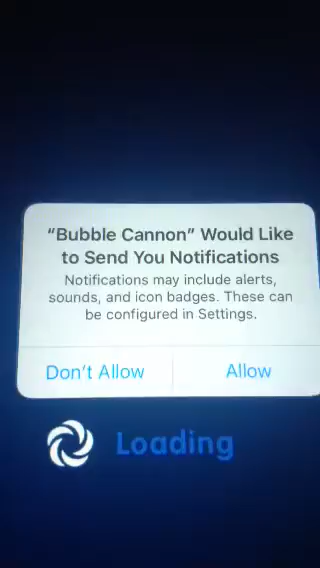 “Bubble Cannon” Would Like
to Send You Notifications
Notifications may include alerts,
sounds, and icon badges. These can
be configured in Settings.
Don’t Allow
Allow
Loading